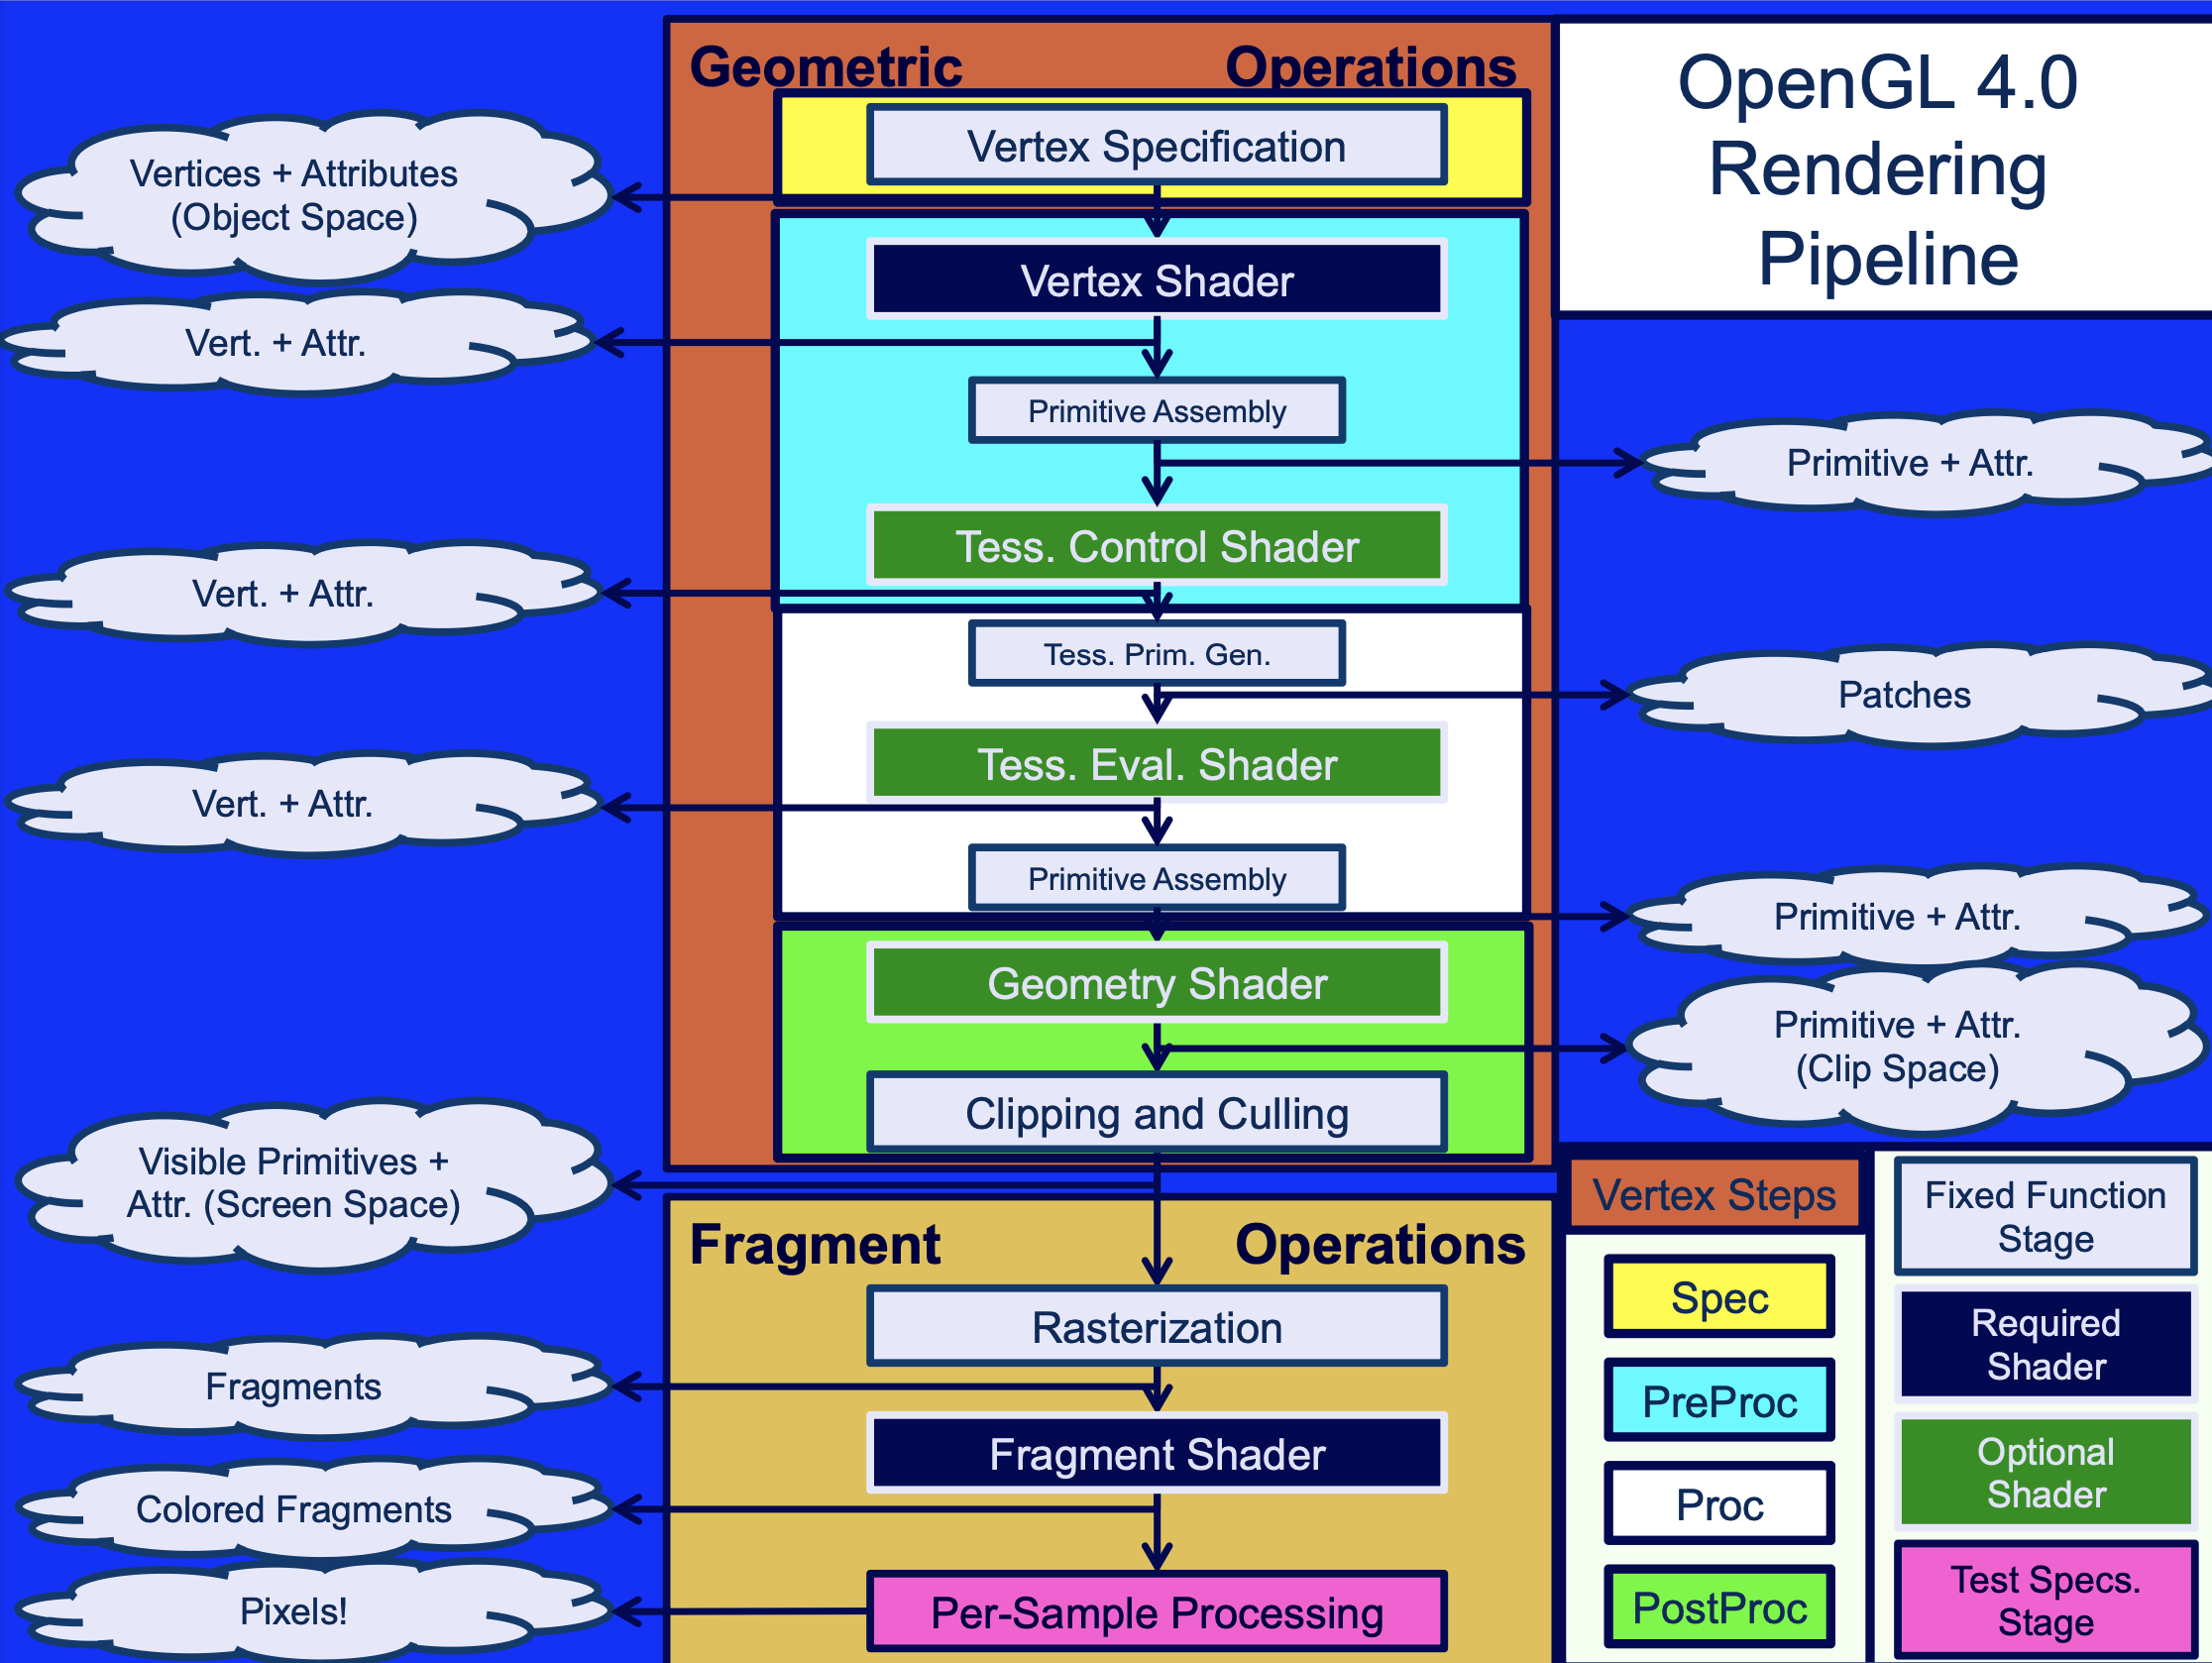 Geometric Operations
OpenGL 4.0
Rendering
Pipeline
Vertex Specification
Vertices + Attributes
(Object Space)
Vertex Shader
Vert. + Attr.
Primitive Assembly
Primitive + Attr.
Tess. Control Shader
Vert. + Attr.
Tess. Prim. Gen.
Patches
Tess. Eval. Shader
Vert. + Attr.
Primitive Assembly
Primitive + Attr.
Geometry Shader
Primitive + Attr.
(Clip Space)
Clipping and Culling
Visible Primitives +
Attr. (Screen Space)
Fragment Operations
Rasterization
Fragments
Fragment Shader
Colored Fragments
Per-Sample Processing
Pixels!
Vertex Steps
Spec
PreProc
Proc
PostProc
Fixed Function
Stage
Required
Shader
Optional
Shader
Test Specs.
Stage